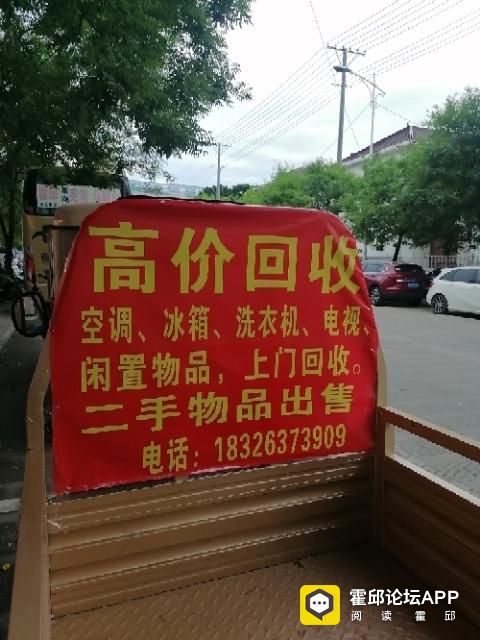 高价回收
空调、冰箱、洗衣机、电视、
闲置物品，上门回收。
二手物品出售
电话：18326373909
霍邱论坛APP
阅读霍邱